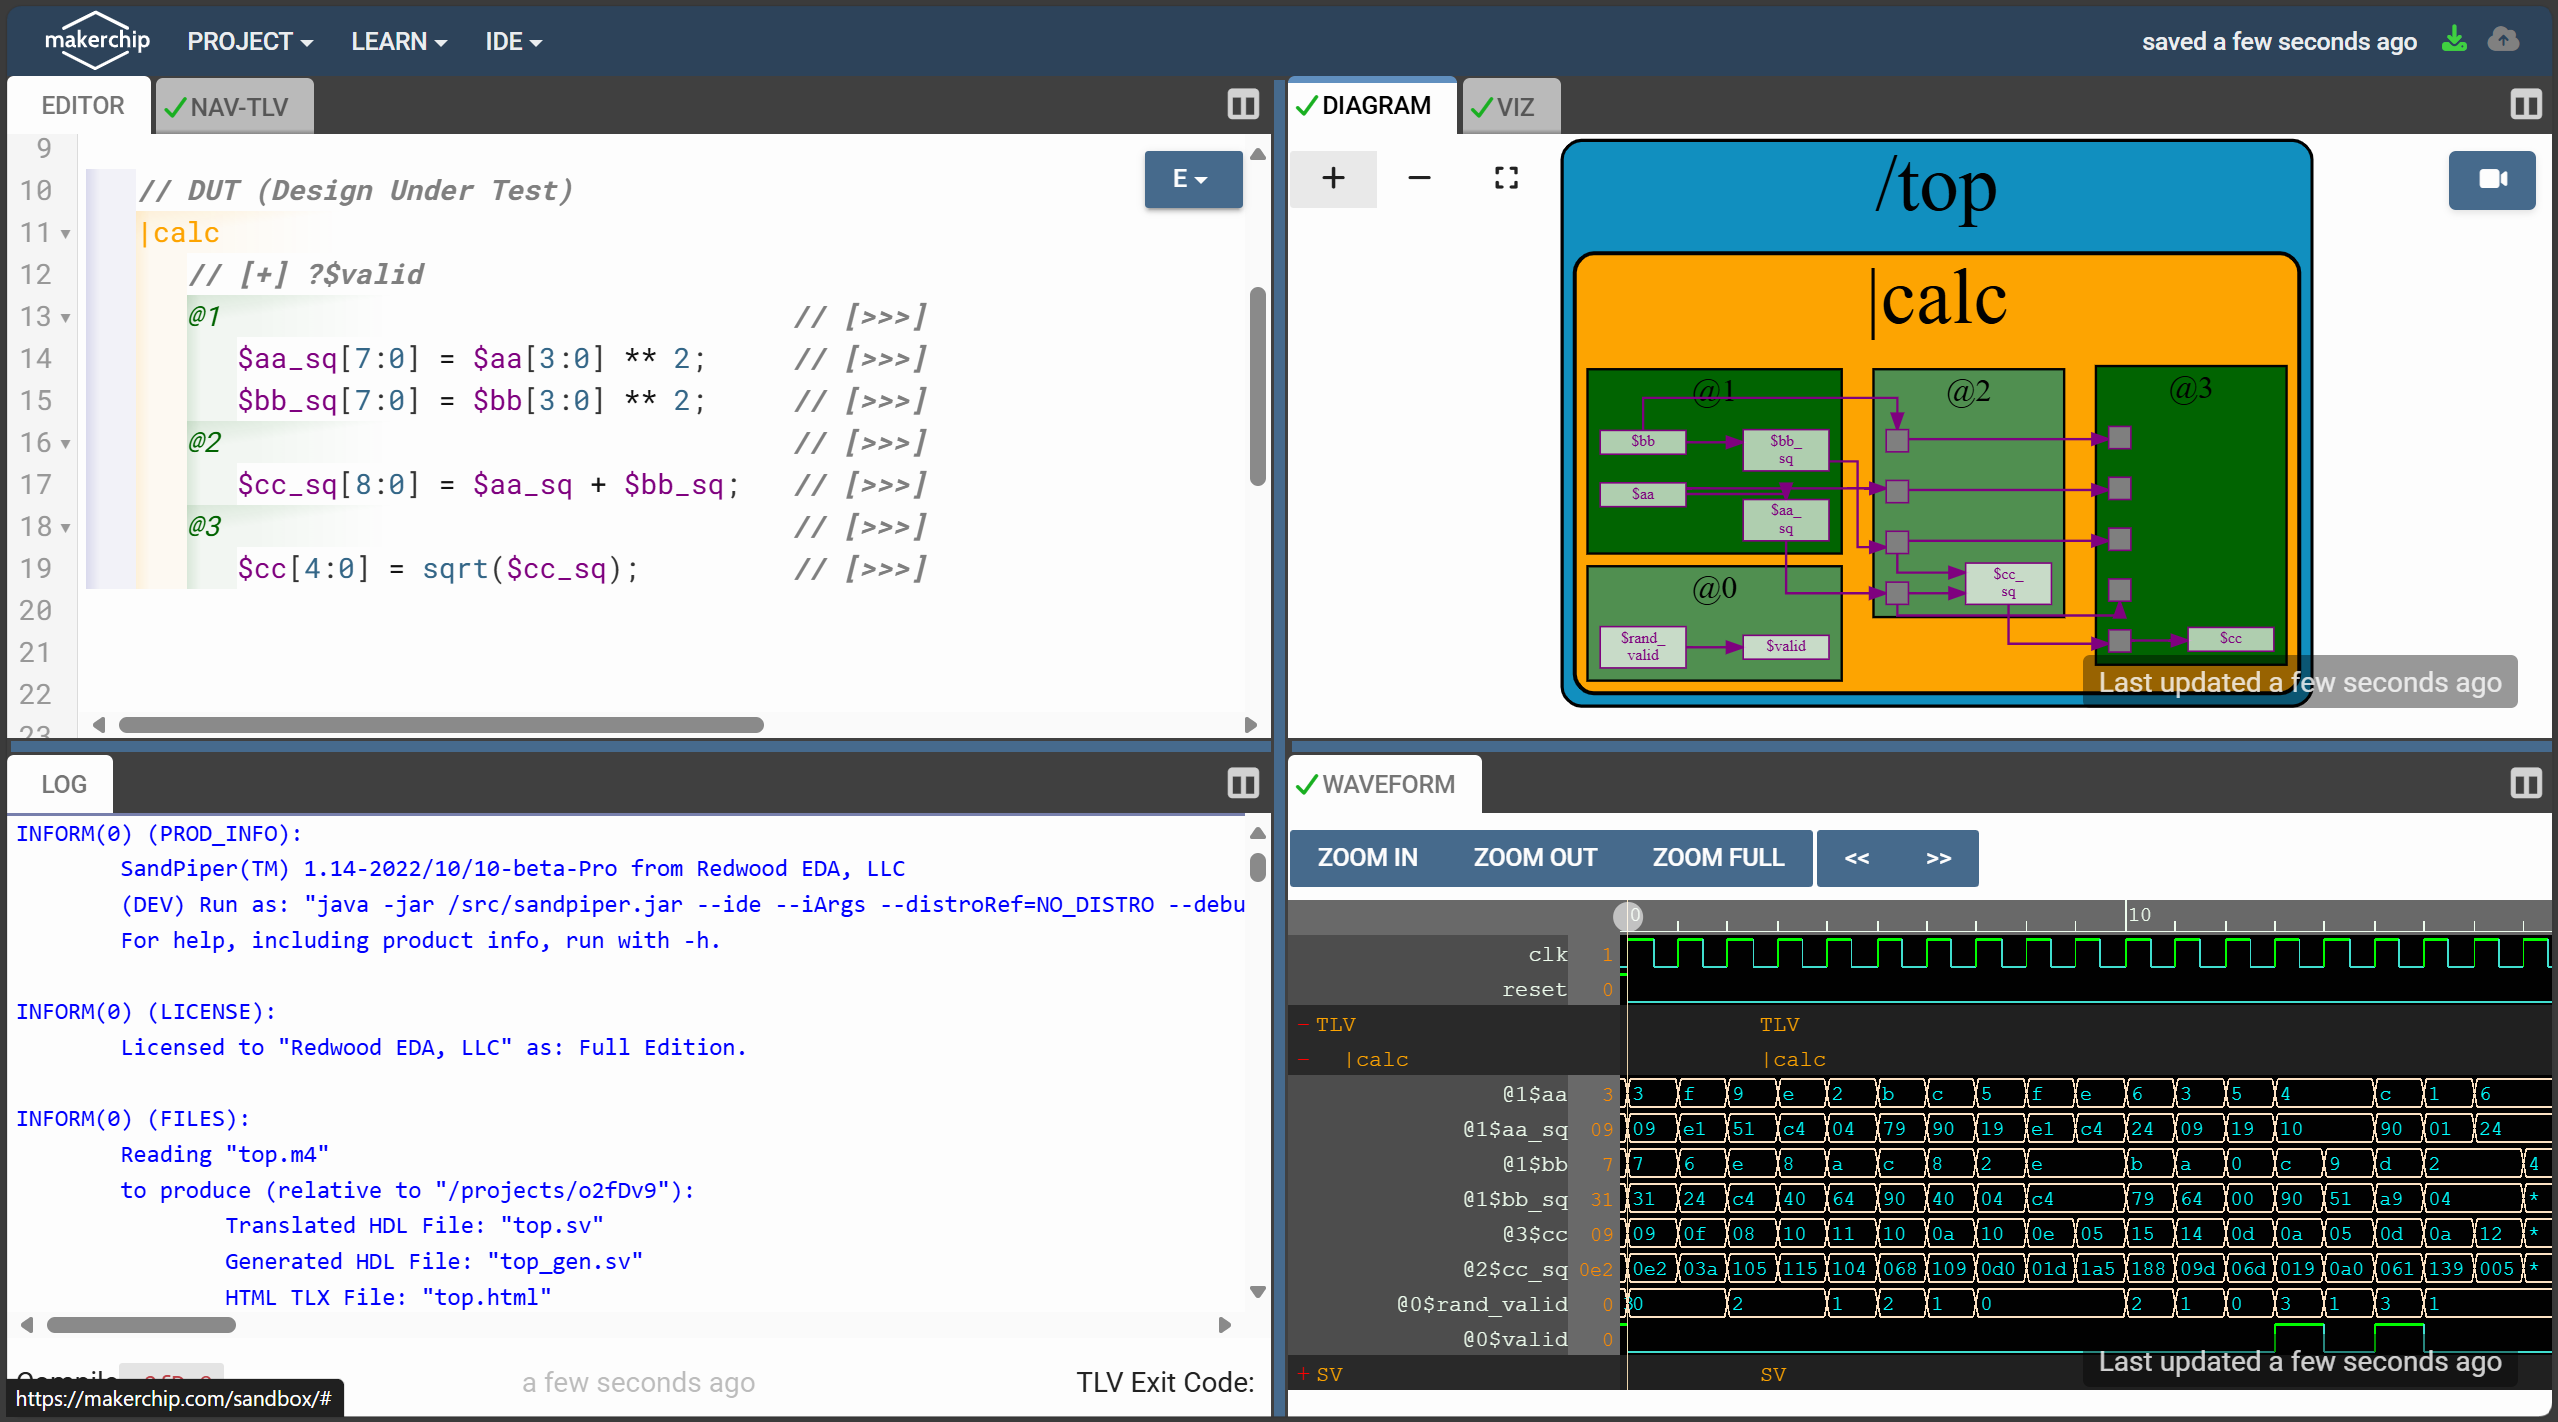 makerchip PROJECT LEARN IDE saved a few seconds ago
EDITOR NAV-TLV
9
10 // DUT (Design Under Test)
11 |calc
12 // [+] ?$valid
13 @1 // [>>>]
14 $aa_sq[7:0] = $aa[3:0] ** 2; // [>>>]
15 $bb_sq[7:0] = $bb[3:0] ** 2; // [>>>]
16 @2 // [>>>]
17 $cc_sq[8:0] = $aa_sq + $bb_sq; // [>>>]
18 @3 // [>>>]
19 $cc[4:0] = sqrt($cc_sq); // [>>>]
20
21
22
23
E
DIAGRAM VIZ
+ −
/top
|calc
@1
$bb
$bb_
sq
$aa
$aa_
sq
@0
$rand_
valid
$valid
@2
$cc_
sq
@3
$cc
Last updated a few seconds ago
LOG
INFORM(0) (PROD_INFO):
SandPiper(TM) 1.14-2022/10/10-beta-Pro from Redwood EDA, LLC
(DEV) Run as: "java -jar /src/sandpiper.jar --ide --iArgs --distroRef=NO_DISTRO --debu
For help, including product info, run with -h.
INFORM(0) (LICENSE):
Licensed to "Redwood EDA, LLC" as: Full Edition.
INFORM(0) (FILES):
Reading "top.m4"
to produce (relative to "/projects/o2fDv9"):
Translated HDL File: "top.sv"
Generated HDL File: "top_gen.sv"
HTML TLX File: "top.html"
a few seconds ago TLV Exit Code:
https://makerchip.com/sandbox/#
WAVEFORM
ZOOM IN ZOOM OUT ZOOM FULL << >>
0 10
clk 1
reset 0
− TLV TLV
− |calc |calc
@1$aa 3 3 f 9 e 2 b c 5 f e 6 3 5 4 c 1 6
@1$aa_sq 09 09 e1 51 c4 04 79 90 19 e1 c4 24 09 19 10 90 01 24
@1$bb 7 7 6 e 8 a c 8 2 e b a 0 c 9 d 2 4
@1$bb_sq 31 31 24 c4 40 64 90 40 04 c4 79 64 00 90 51 a9 04 *
@3$cc 09 09 0f 08 10 11 10 0a 10 0e 05 15 14 0d 0a 05 0d 0a 12 *
@2$cc_sq 0e2 0e2 03a 105 115 104 068 109 0d0 01d 1a5 188 09d 06d 019 0a0 061 139 005 *
@0$rand_valid 0 0 2 1 2 1 0 2 1 0 3 1 3 1
@0$valid 0
+ SV SV
Last updated a few seconds ago